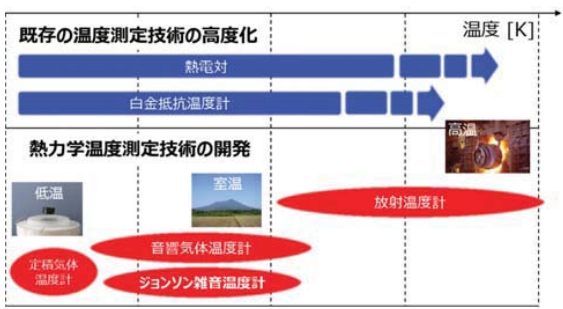 温度 [K]
既存の温度測定技術の高度化
熱電対
白金抵抗温度計
熱力学温度測定技術の開発
高温
低温
室温
放射温度計
音響気体温度計
定積気体
温度計
ジョンソン雑音温度計